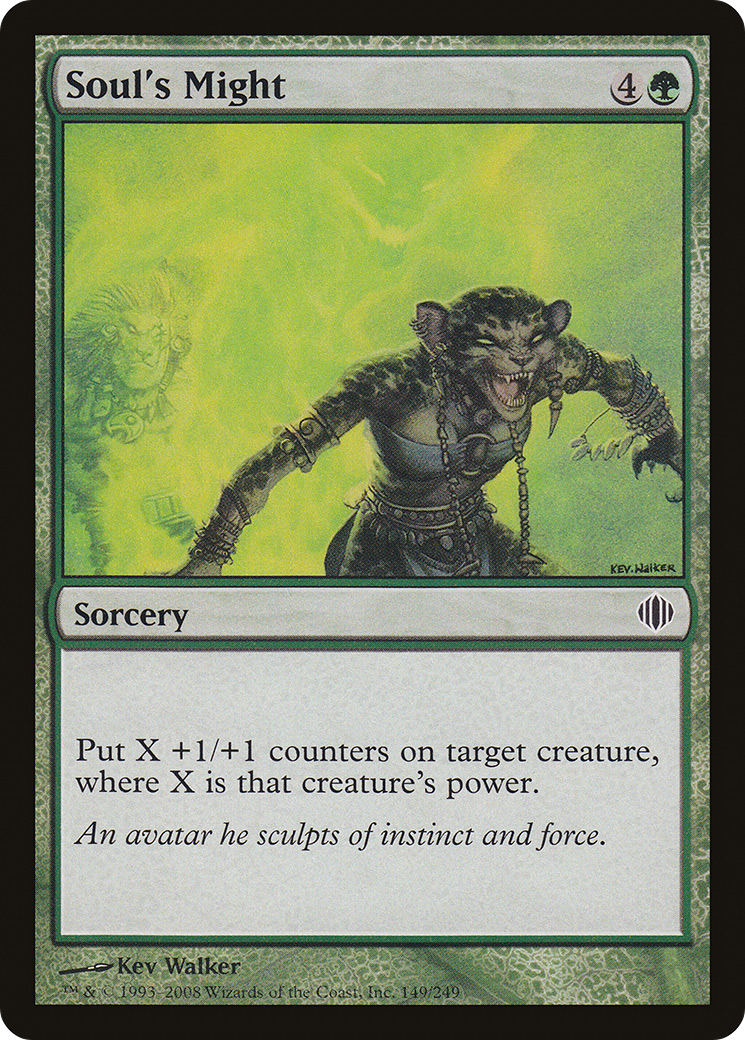 Soul's Might 4
KEV. WALKER
Sorcery
Put X +1/+1 counters on target creature,
where X is that creature's power.
An avatar he sculpts of instinct and force.
Kev Walker
™ & © 1993–2008 Wizards of the Coast, Inc. 149/249